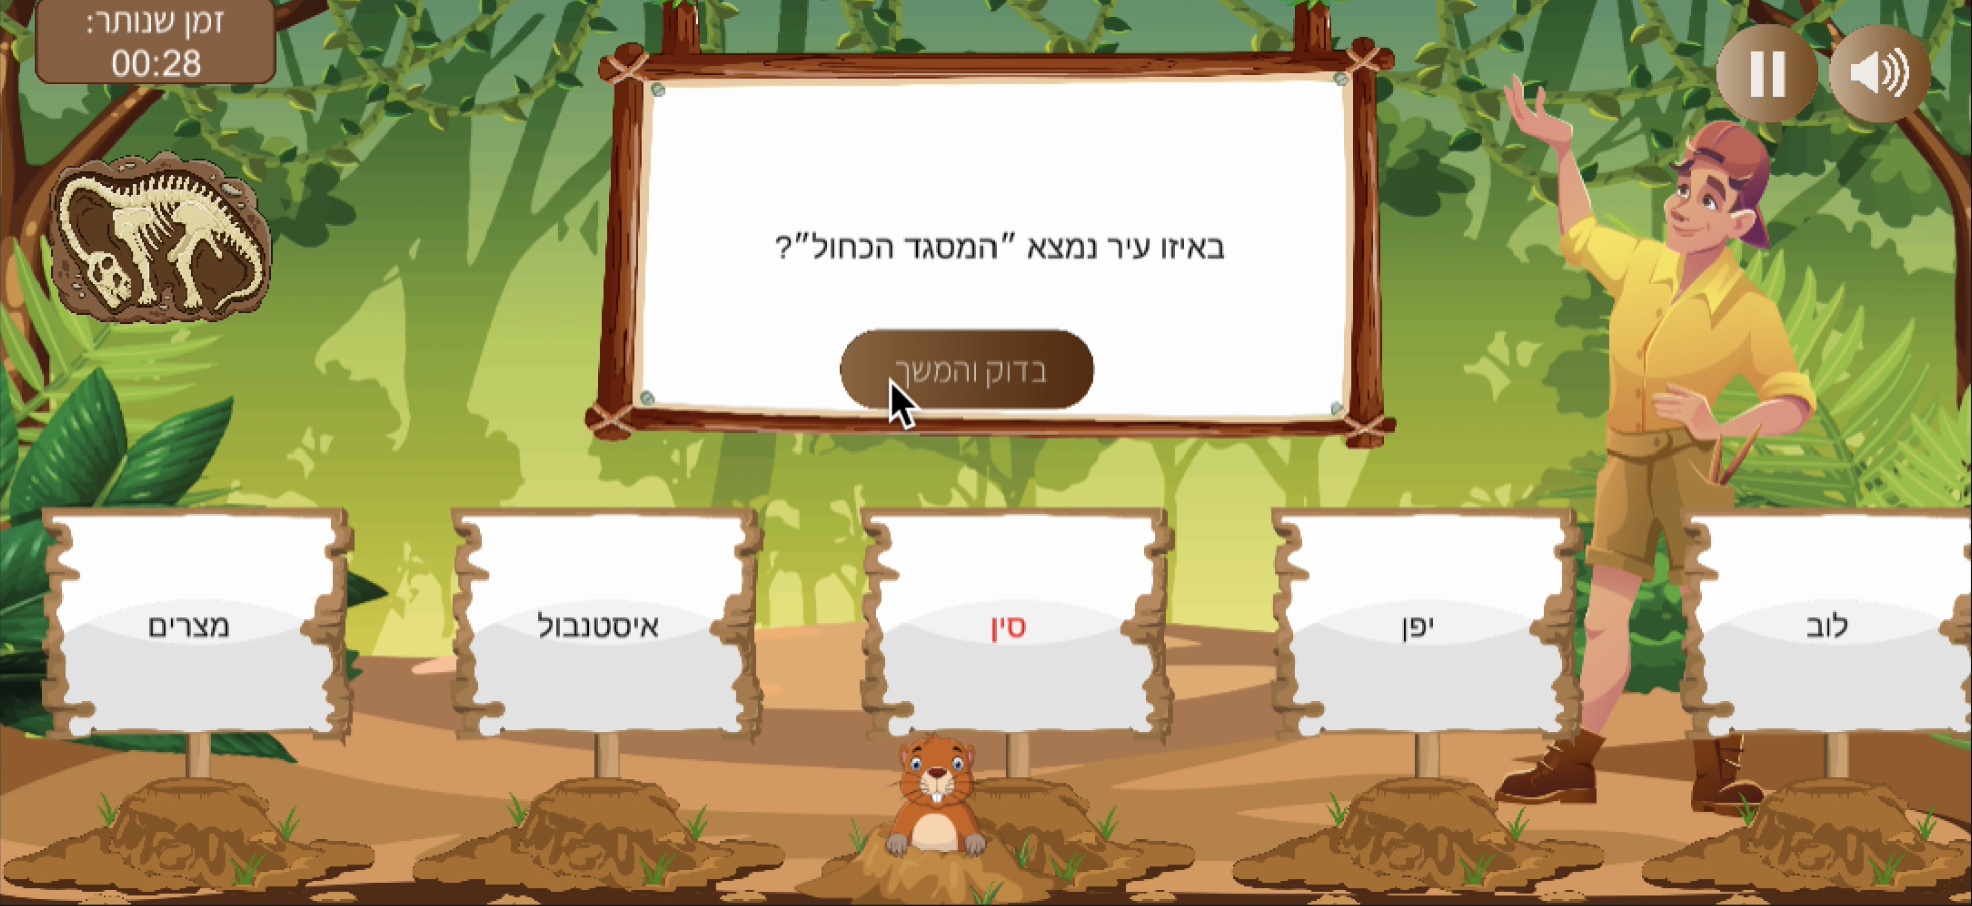 זמן שנותר:
00:28
באיזו עיר נמצא "המסגד הכחול"?
בדוק והמשך
לוב
יפן
סין
איסטנבול
מצרים